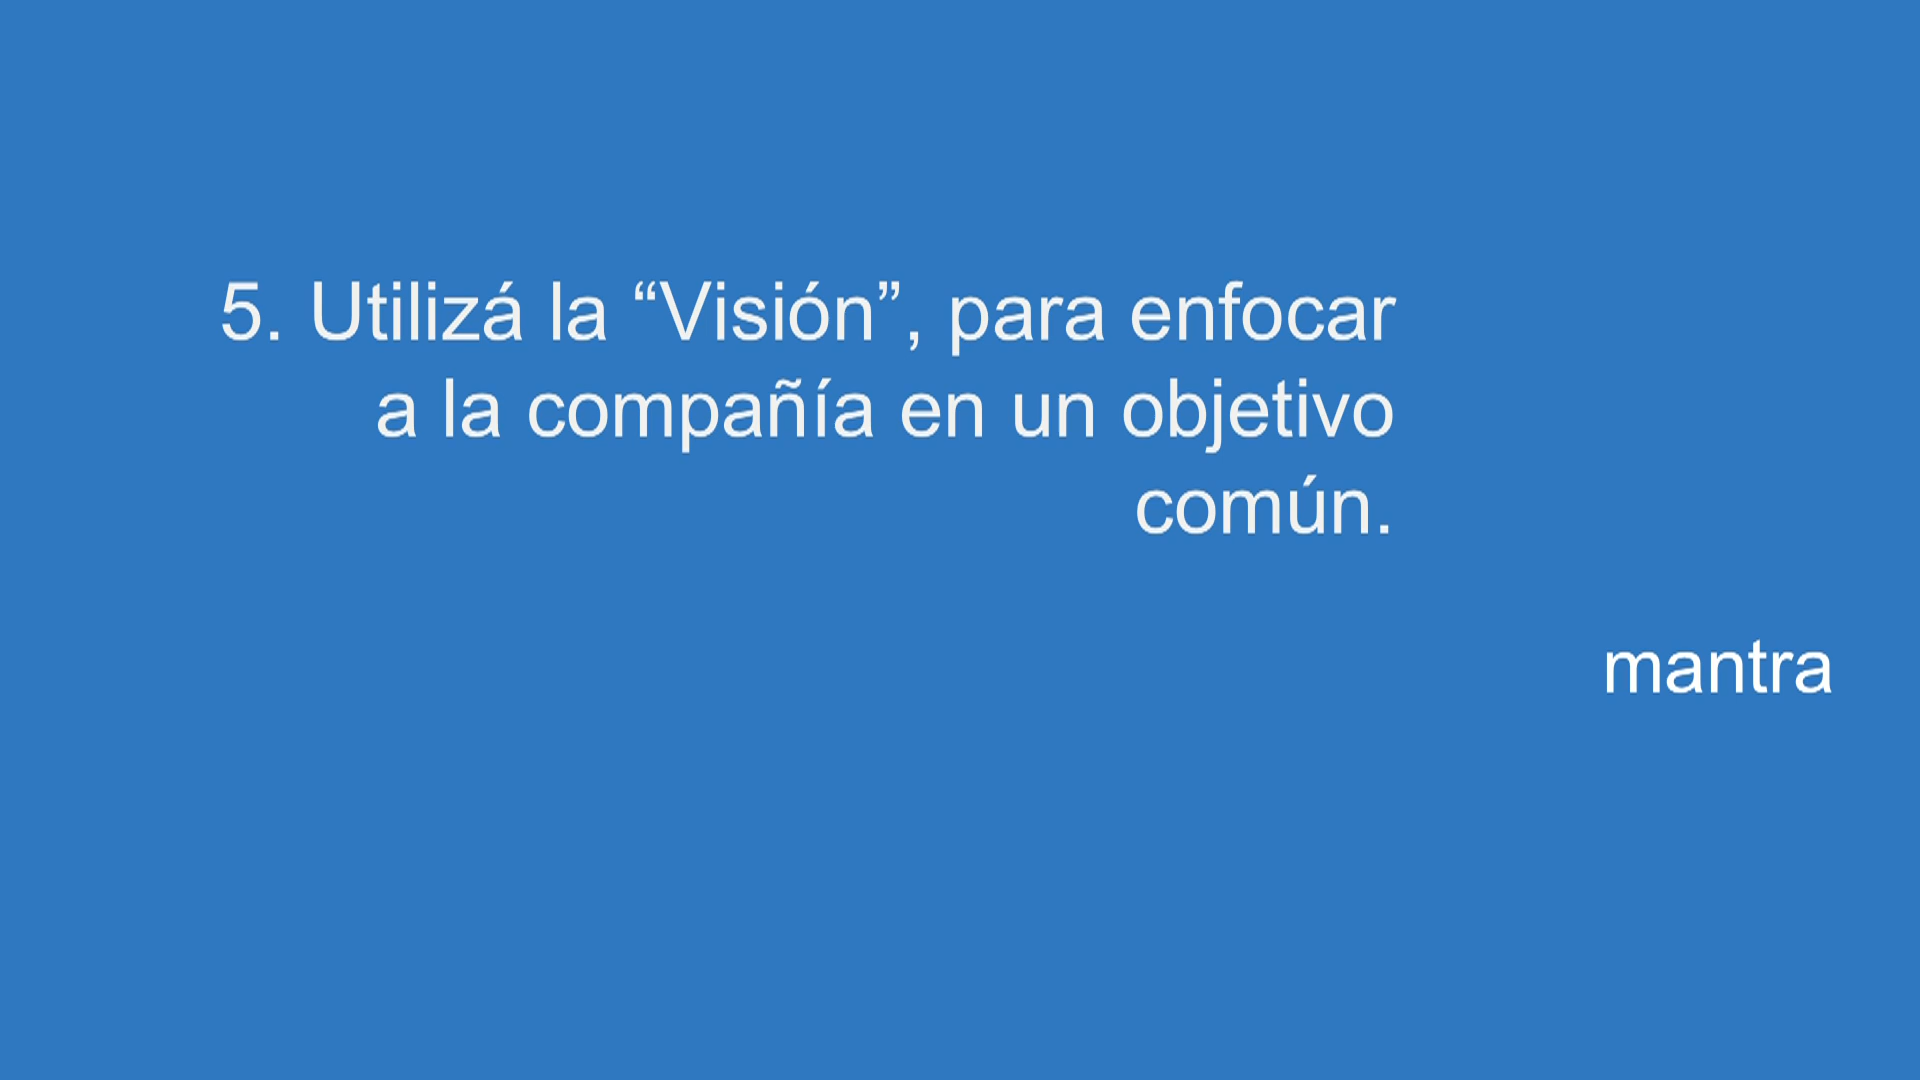 5. Utilizá la “Visión”, para enfocar
a la compañía en un objetivo
común.
mantra